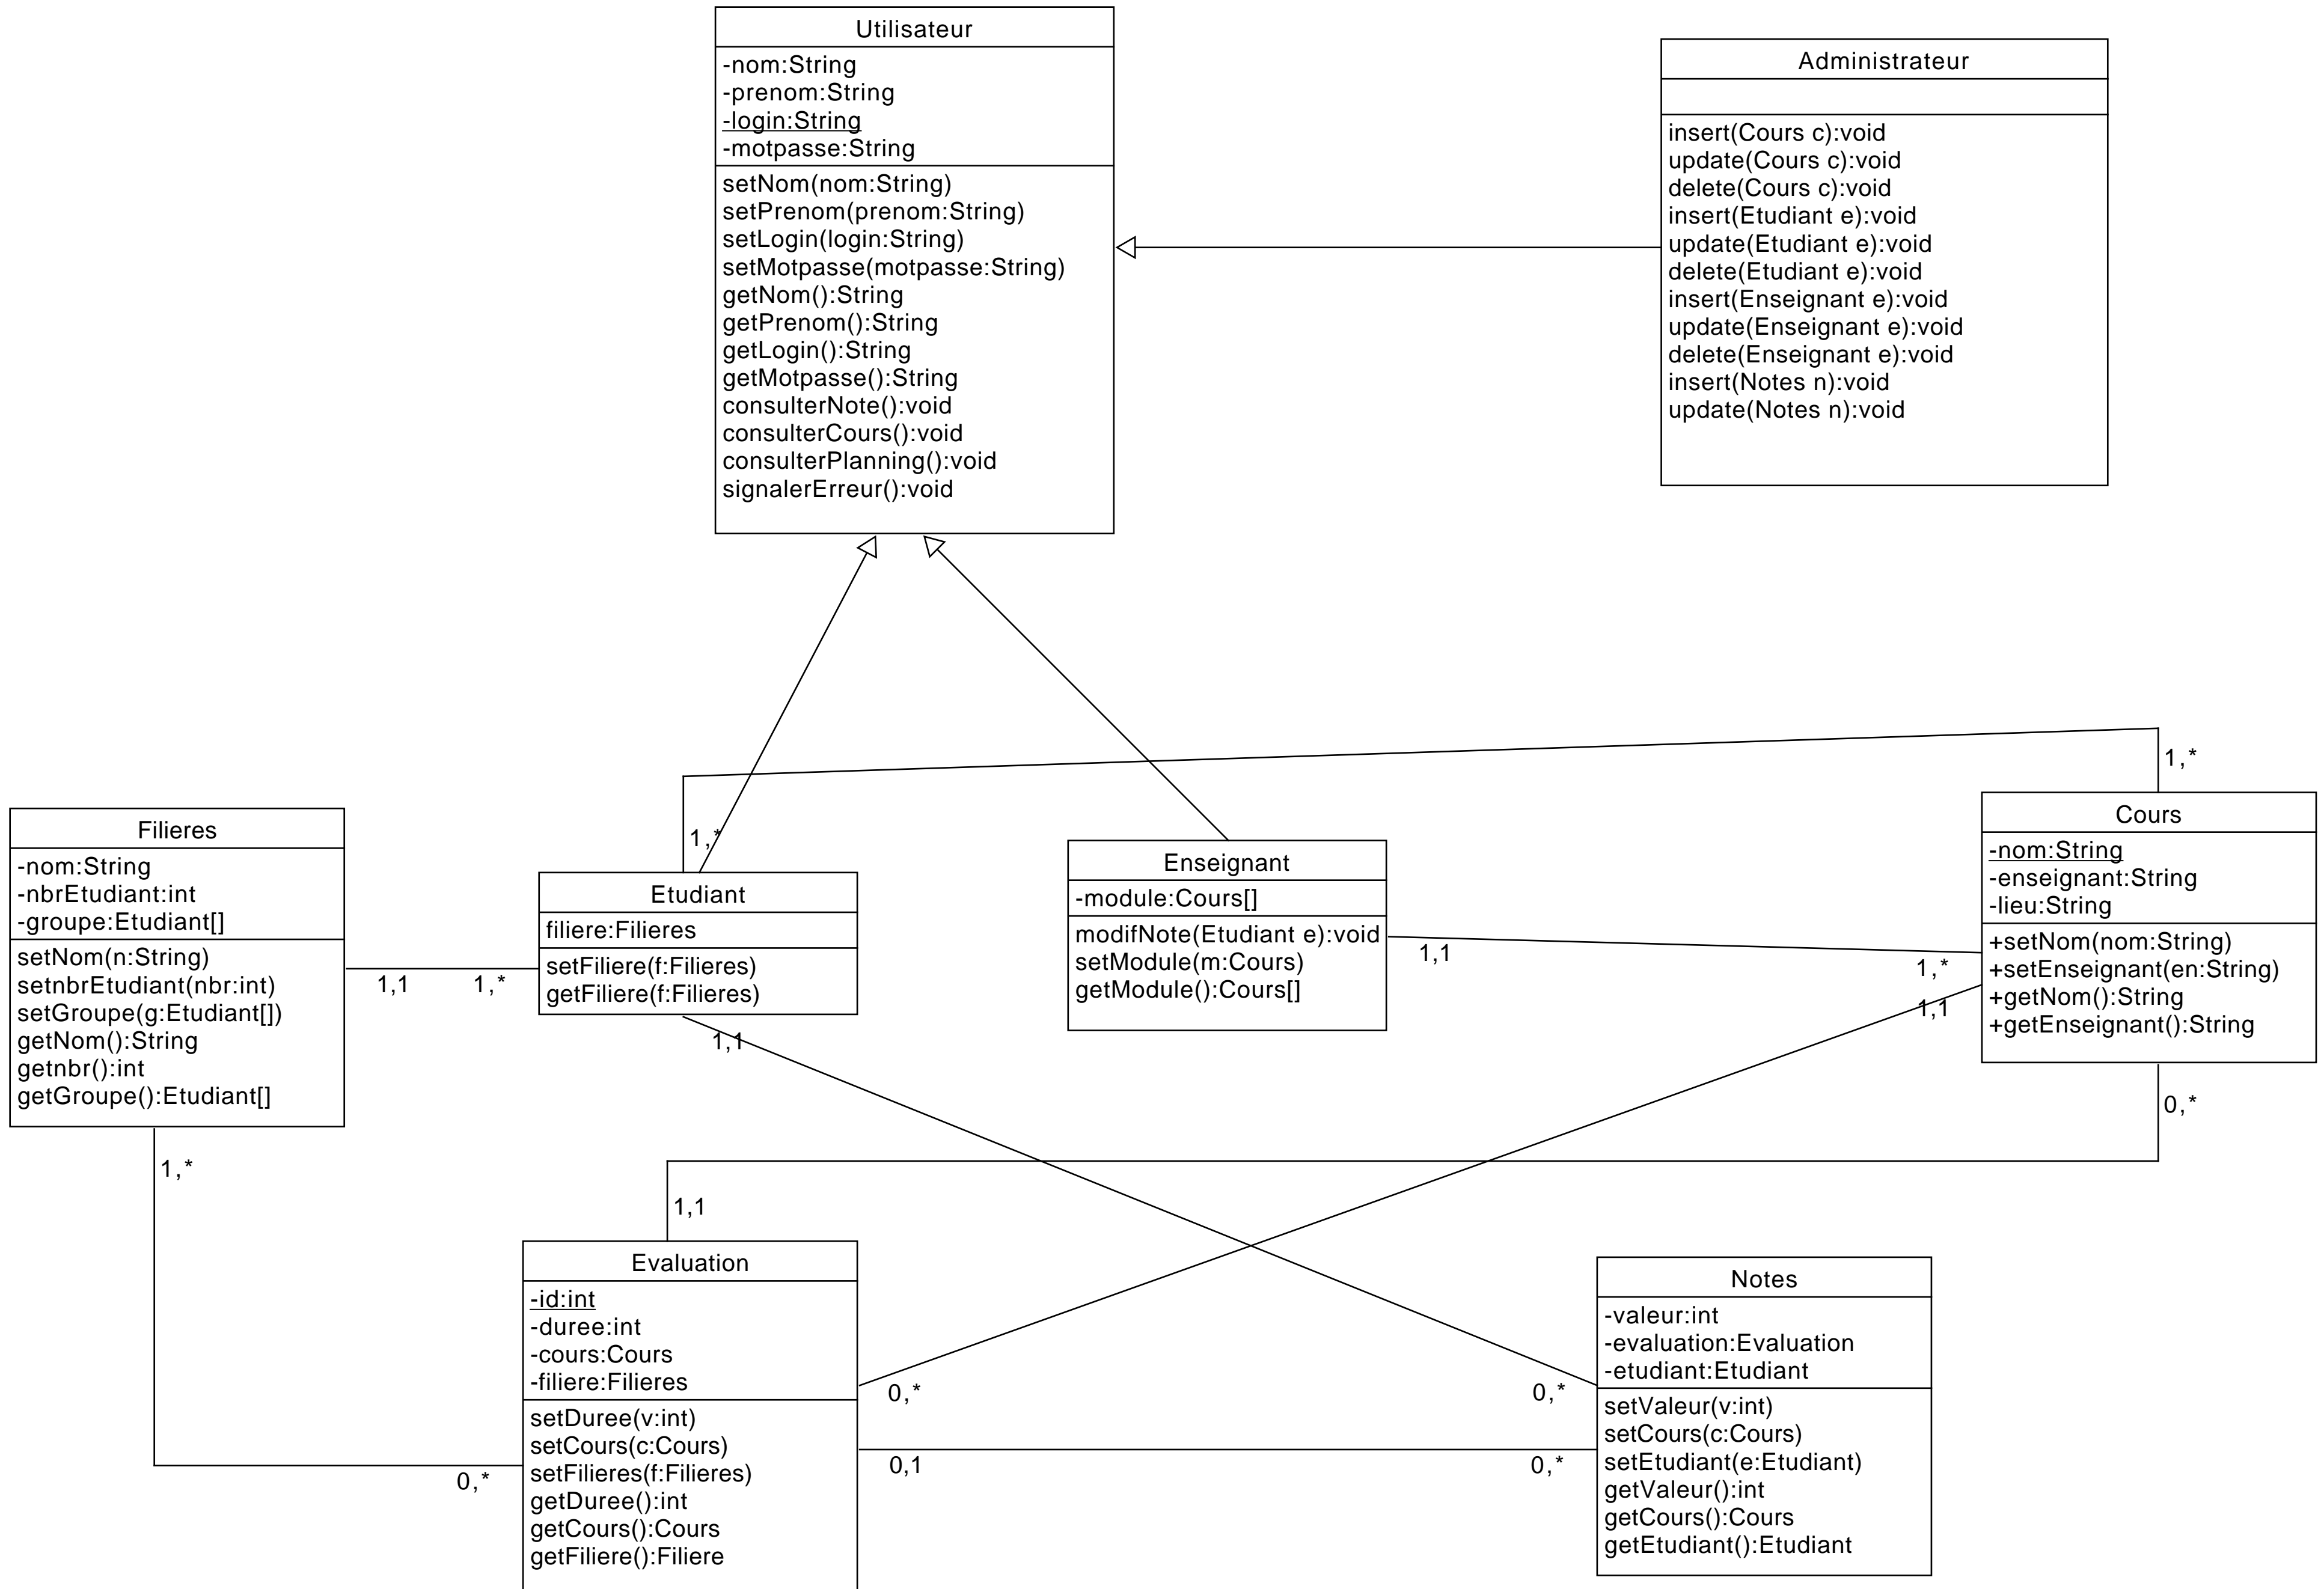 Utilisateur
-nom:String
-prenom:String
-login:String
-motpasse:String
setNom(nom:String)
setPrenom(prenom:String)
setLogin(login:String)
setMotpasse(motpasse:String)
getNom():String
getPrenom():String
getLogin():String
getMotpasse():String
consulterNote():void
consulterCours():void
consulterPlanning():void
signalerErreur():void
Administrateur
insert(Cours c):void
update(Cours c):void
delete(Cours c):void
insert(Etudiant e):void
update(Etudiant e):void
delete(Etudiant e):void
insert(Enseignant e):void
update(Enseignant e):void
delete(Enseignant e):void
insert(Notes n):void
update(Notes n):void
1,*
1,*
Filieres
-nom:String
-nbrEtudiant:int
-groupe:Etudiant[]
setNom(n:String)
setnbrEtudiant(nbr:int)
setGroupe(g:Etudiant[])
getNom():String
getnbr():int
getGroupe():Etudiant[]
1,1
1,*
Etudiant
filiere:Filieres
setFiliere(f:Filieres)
getFiliere(f:Filieres)
1,1
Enseignant
-module:Cours[]
modifNote(Etudiant e):void
setModule(m:Cours)
getModule():Cours[]
1,1
1,*
1,1
Cours
-nom:String
-enseignant:String
-lieu:String
+setNom(nom:String)
+setEnseignant(en:String)
+getNom():String
+getEnseignant():String
0,*
1,*
1,1
0,*
Evaluation
-id:int
-duree:int
-cours:Cours
-filiere:Filieres
setDuree(v:int)
setCours(c:Cours)
setFilieres(f:Filieres)
getDuree():int
getCours():Cours
getFiliere():Filiere
0,*
0,*
0,1
0,*
Notes
-valeur:int
-evaluation:Evaluation
-etudiant:Etudiant
setValeur(v:int)
setCours(c:Cours)
setEtudiant(e:Etudiant)
getValeur():int
getCours():Cours
getEtudiant():Etudiant